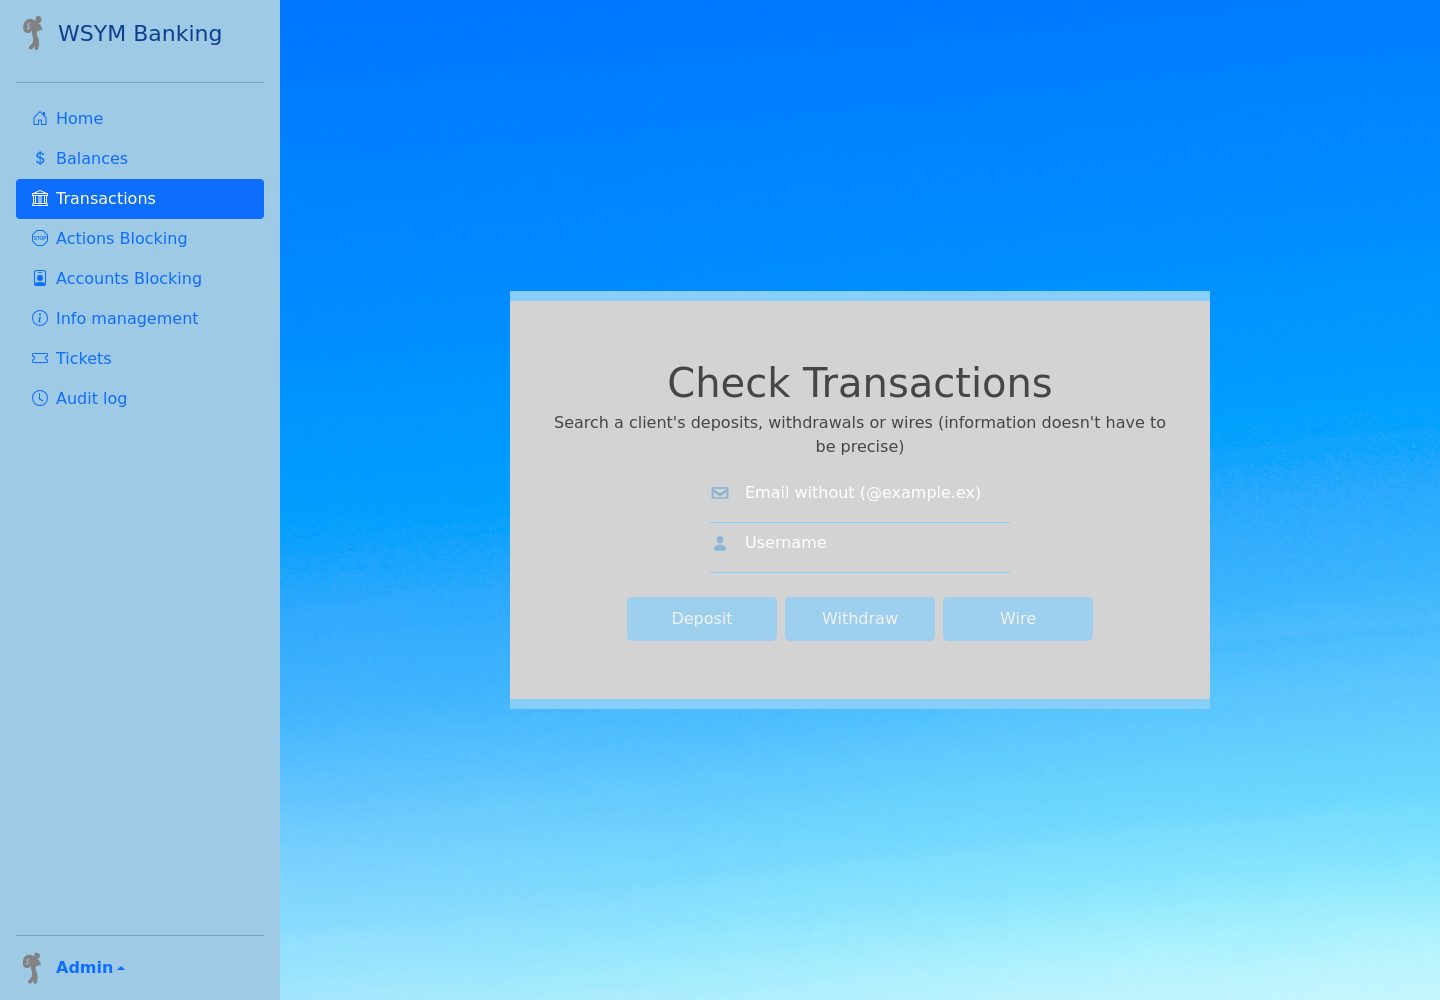 WSYM Banking
Home
Balances
Transactions
Actions Blocking
Accounts Blocking
Info management
Tickets
Audit log
Check Transactions
Search a client's deposits, withdrawals or wires (information doesn't have to
be precise)
Email without (@example.ex)
Username
Deposit Withdraw Wire
Admin